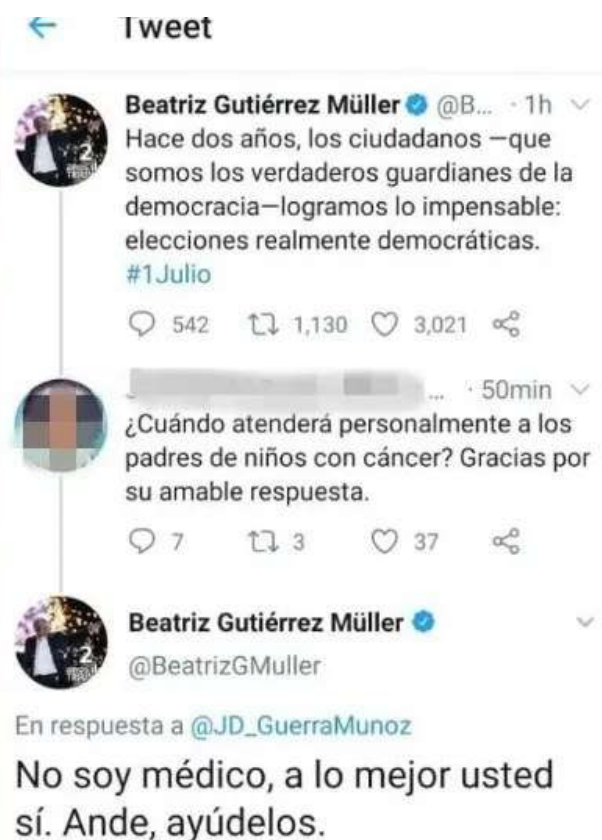 Tweet
Beatriz Gutiérrez Müller @B... · 1h
Hace dos años, los ciudadanos —que
somos los verdaderos guardianes de la
democracia—logramos lo impensable:
elecciones realmente democráticas.
#1Julio
542 1,130 3,021
... · 50min
¿Cuándo atenderá personalmente a los
padres de niños con cáncer? Gracias por
su amable respuesta.
7 3 37
Beatriz Gutiérrez Müller
@BeatrizGMuller
En respuesta a @JD_GuerraMunoz
No soy médico, a lo mejor usted
sí. Ande, ayúdelos.